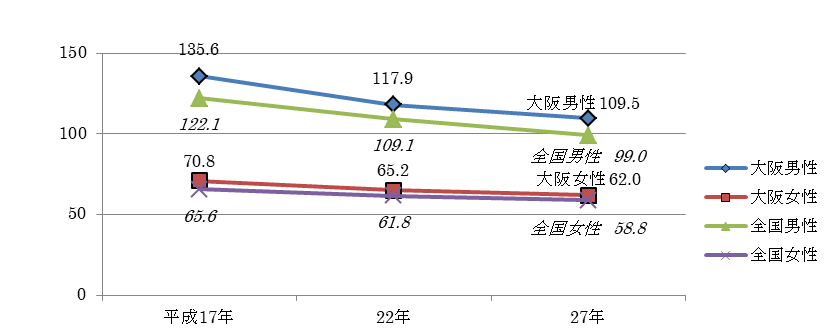 150
100
50
0
135.6
117.9
大阪男性 109.5
122.1
109.1
全国男性 99.0
70.8
65.2
大阪女性 62.0
65.6
61.8
全国女性 58.8
平成17年
22年
27年
大阪男性
大阪女性
全国男性
全国女性